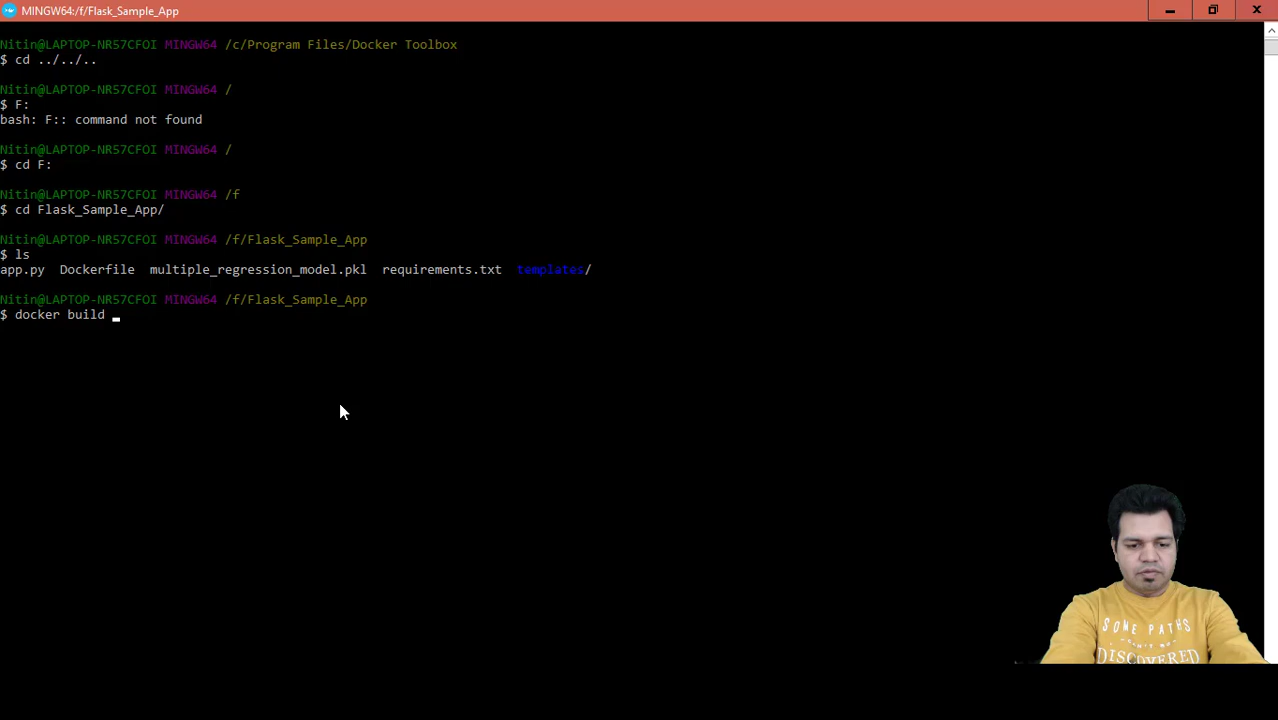 MINGW64:/f/Flask_Sample_App
Nitin@LAPTOP-NR57CFOI MINGW64 /c/Program Files/Docker Toolbox
$ cd ../../..
Nitin@LAPTOP-NR57CFOI MINGW64 /
$ F:
bash: F:: command not found
Nitin@LAPTOP-NR57CFOI MINGW64 /
$ cd F:
Nitin@LAPTOP-NR57CFOI MINGW64 /f
$ cd Flask_Sample_App/
Nitin@LAPTOP-NR57CFOI MINGW64 /f/Flask_Sample_App
$ ls
app.py Dockerfile multiple_regression_model.pkl requirements.txt templates/
Nitin@LAPTOP-NR57CFOI MINGW64 /f/Flask_Sample_App
$ docker build
SOME PATHS
DISCOVERED